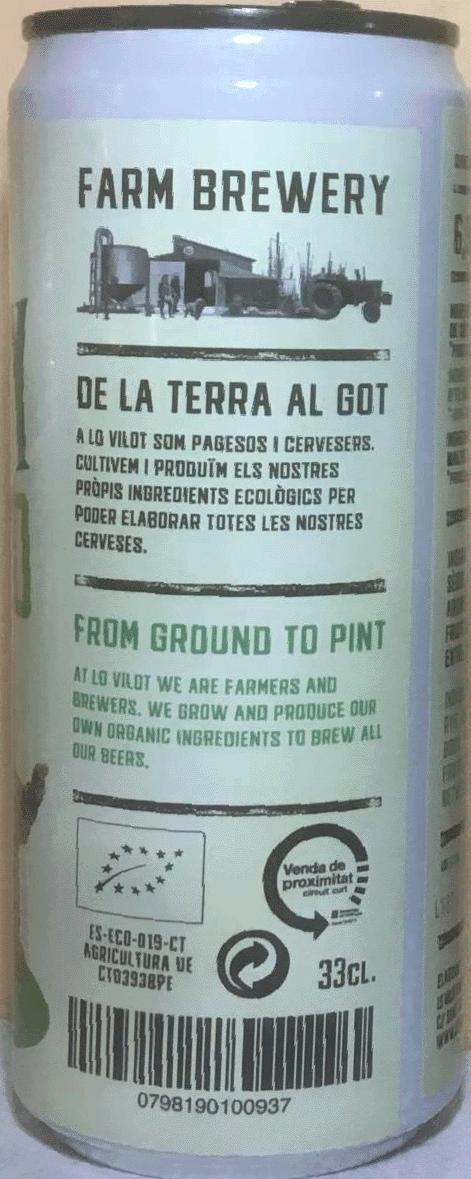 FARM BREWERY
DE LA TERRA AL GOT
A LO VILOT SOM PAGESOS I CERVESERS.
CULTIVEM I PRODUÏM ELS NOSTRES
PRÒPIS INGREDIENTS ECOLÒGICS PER
PODER ELABORAR TOTES LES NOSTRES
CERVESES.
FROM GROUND TO PINT
AT LO VILOT WE ARE FARMERS AND
BREWERS. WE GROW AND PRODUCE OUR
OWN ORGANIC INGREDIENTS TO BREW ALL
OUR BEERS.
Venda de
proximitat
circuit curt
ES-ECO-019-CT
AGRICULTURA UE
CT03938PE
33CL.
0798190100937